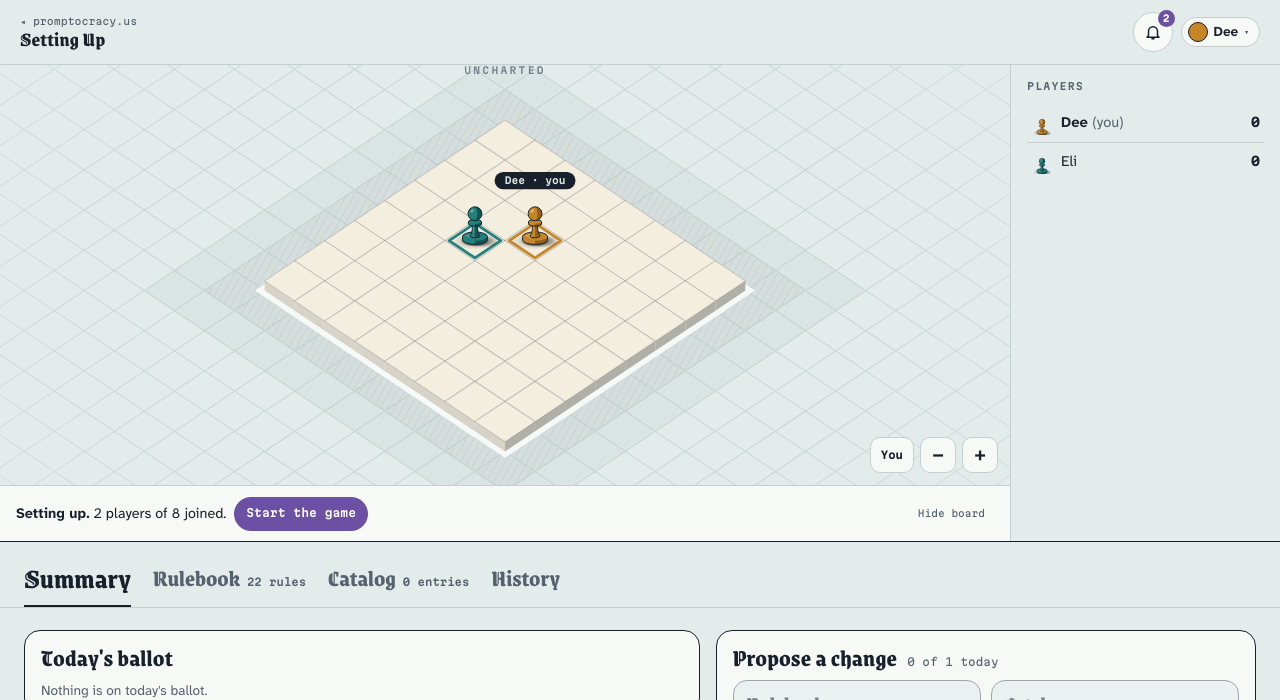 ◂ promptocracy.us
Setting Up
2
Dee ▾
UNCHARTED
Dee · you
You
−
+
Setting up. 2 players of 8 joined.
Start the game
Hide board
PLAYERS
Dee (you) 0
Eli 0
Summary
Rulebook 22 rules
Catalog 0 entries
History
Today's ballot
Nothing is on today's ballot.
Propose a change 0 of 1 today